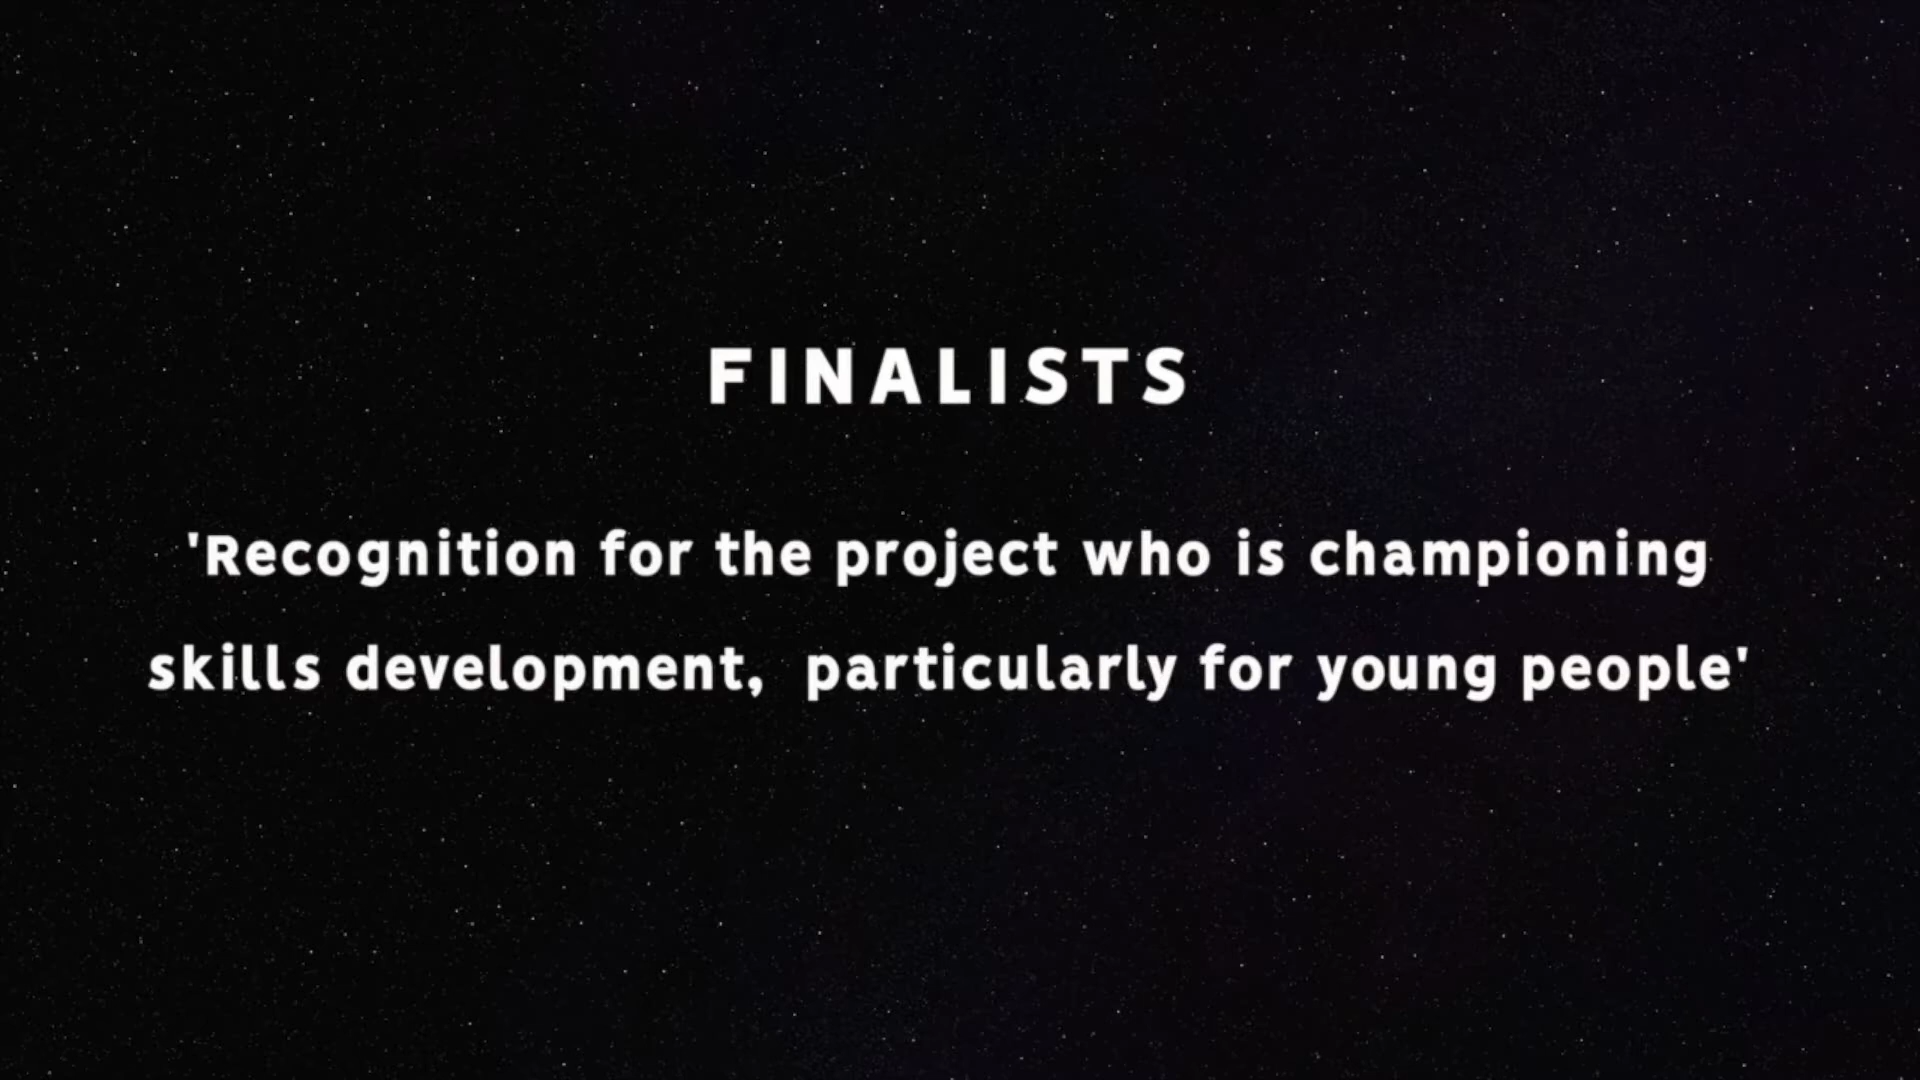 FINALISTS
'Recognition for the project who is championing
skills development,  particularly for young people'